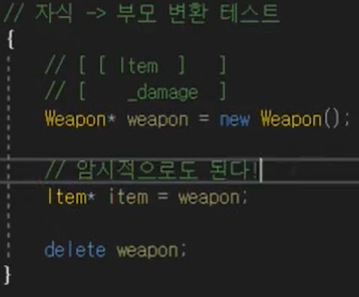 // 자식 -> 부모 변환 테스트
{
// [ [ Item ] ]
// [ _damage ]
Weapon* weapon = new Weapon();
// 암시적으로도 된다!
Item* item = weapon;
delete weapon;
}